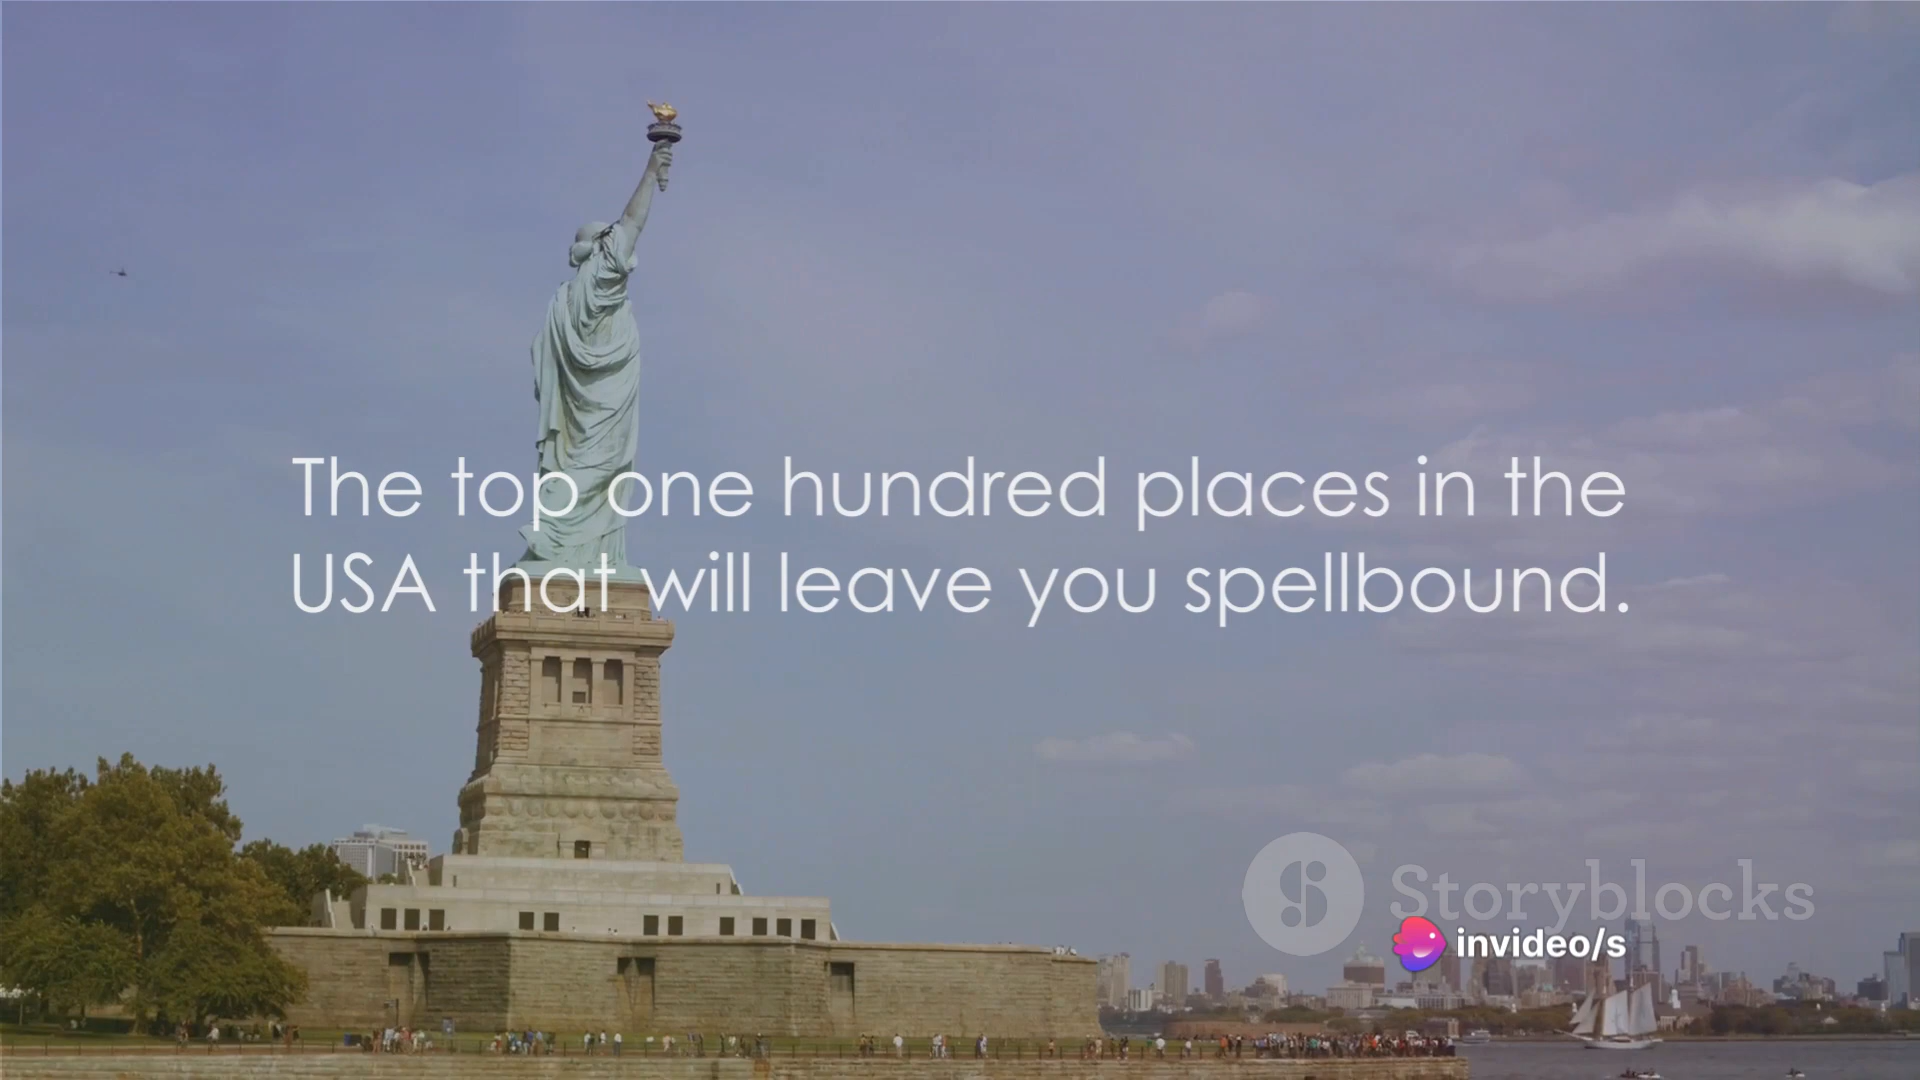 The top one hundred places in the
USA that will leave you spellbound.
Storyblocks
invideo/s